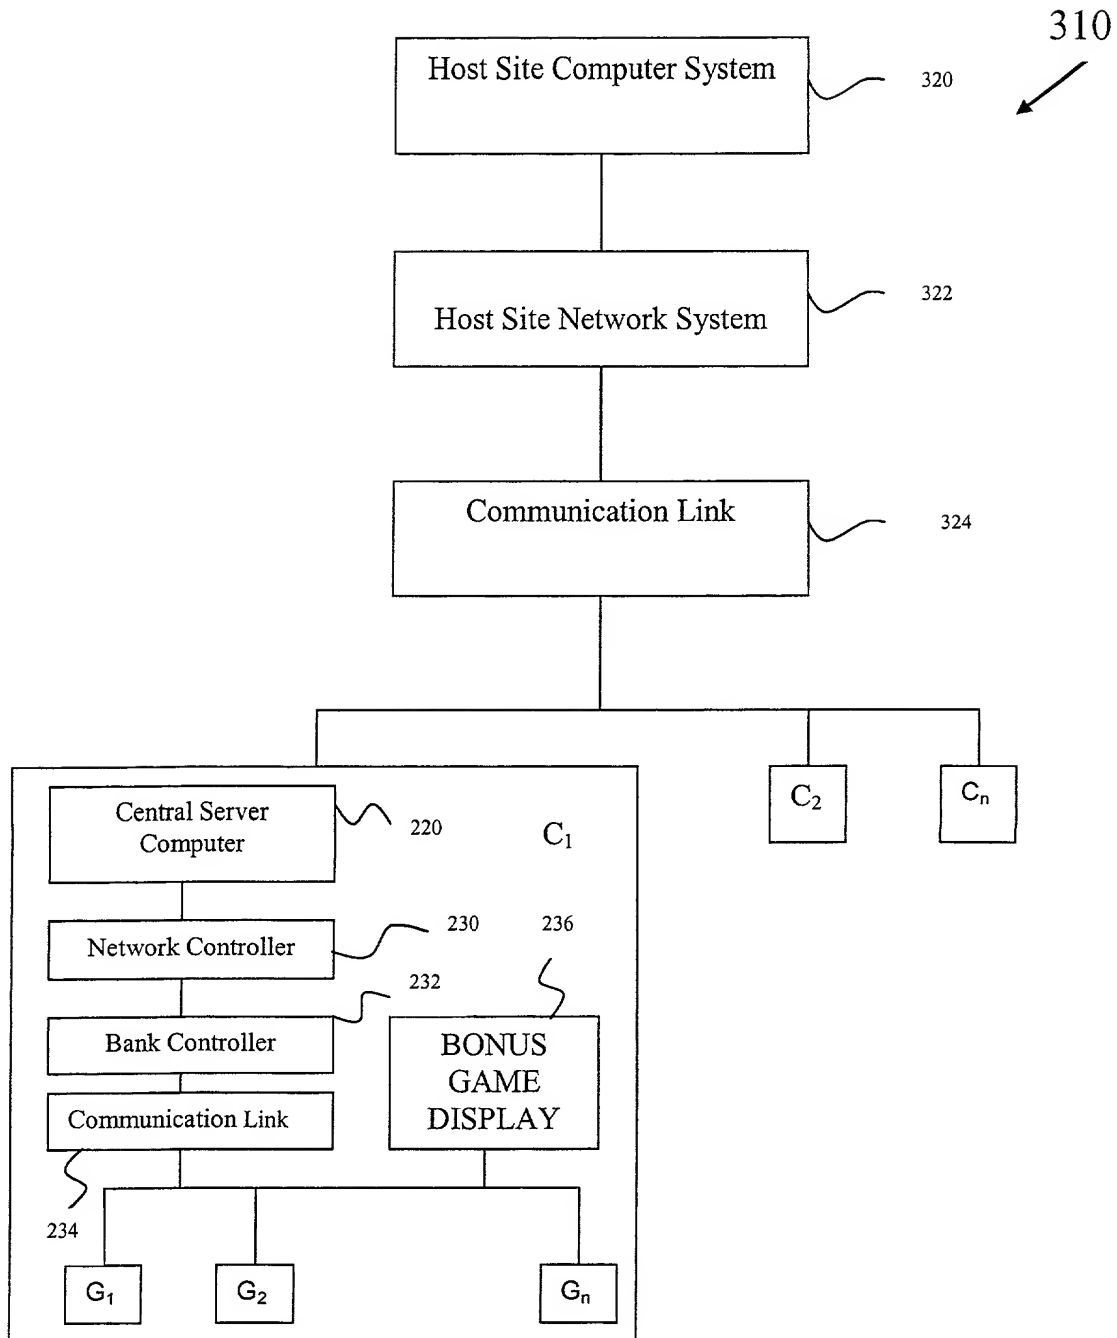 310
Host Site Computer System
320
322
Host Site Network System
Communication Link
324
Central Server
Computer
220
C₁
C₂
Cₙ
Network Controller
230
236
232
Bank Controller
BONUS
GAME
DISPLAY
Communication Link
234
G₁
G₂
Gₙ